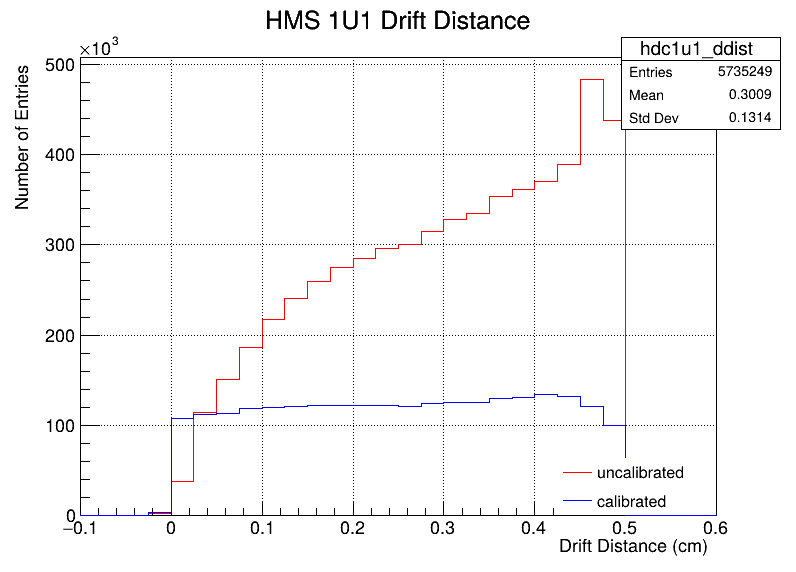 HMS 1U1 Drift Distance
×10³
hdc1u1_ddist
Entries 5735249
Mean 0.3009
Std Dev 0.1314
Number of Entries
500
400
300
200
100
0
uncalibrated
calibrated
−0.1 0 0.1 0.2 0.3 0.4 0.5 0.6
Drift Distance (cm)